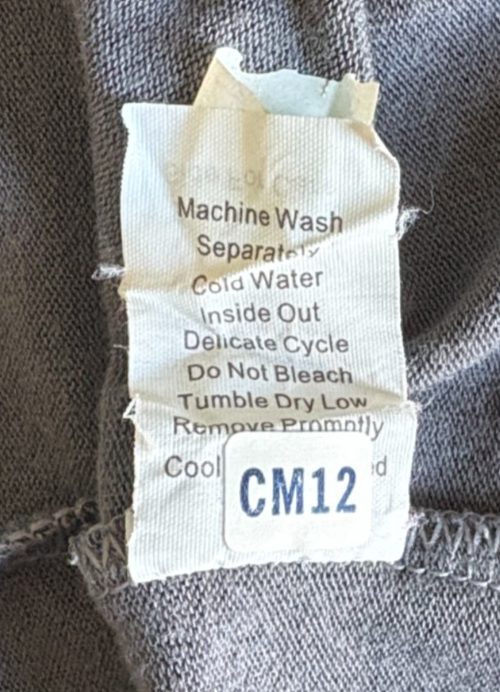 Machine Wash
Separately
Cold Water
Inside Out
Delicate Cycle
Do Not Bleach
Tumble Dry Low
Remove Promptly
Cool
CM12